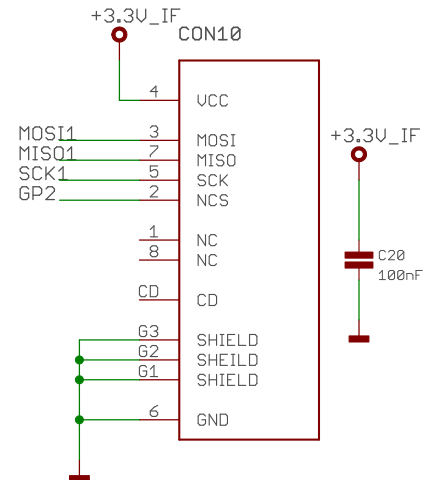 +3.3V_IF
CON10
4 VCC
MOSI1 3 MOSI
MISO1 7 MISO
SCK1 5 SCK
GP2 2 NCS
1 NC
8 NC
CD CD
G3 SHIELD
G2 SHEILD
G1 SHIELD
6 GND
+3.3V_IF
C20
100nF